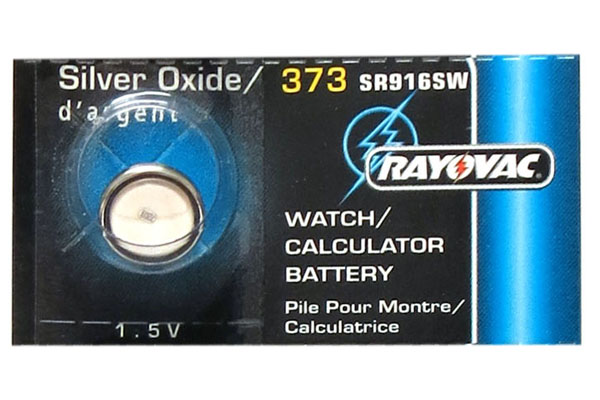 Silver Oxide/ 373 SR916SW
d'argent
RAYOVAC
WATCH/
CALCULATOR
BATTERY
Pile Pour Montre/
Calculatrice
1.5V